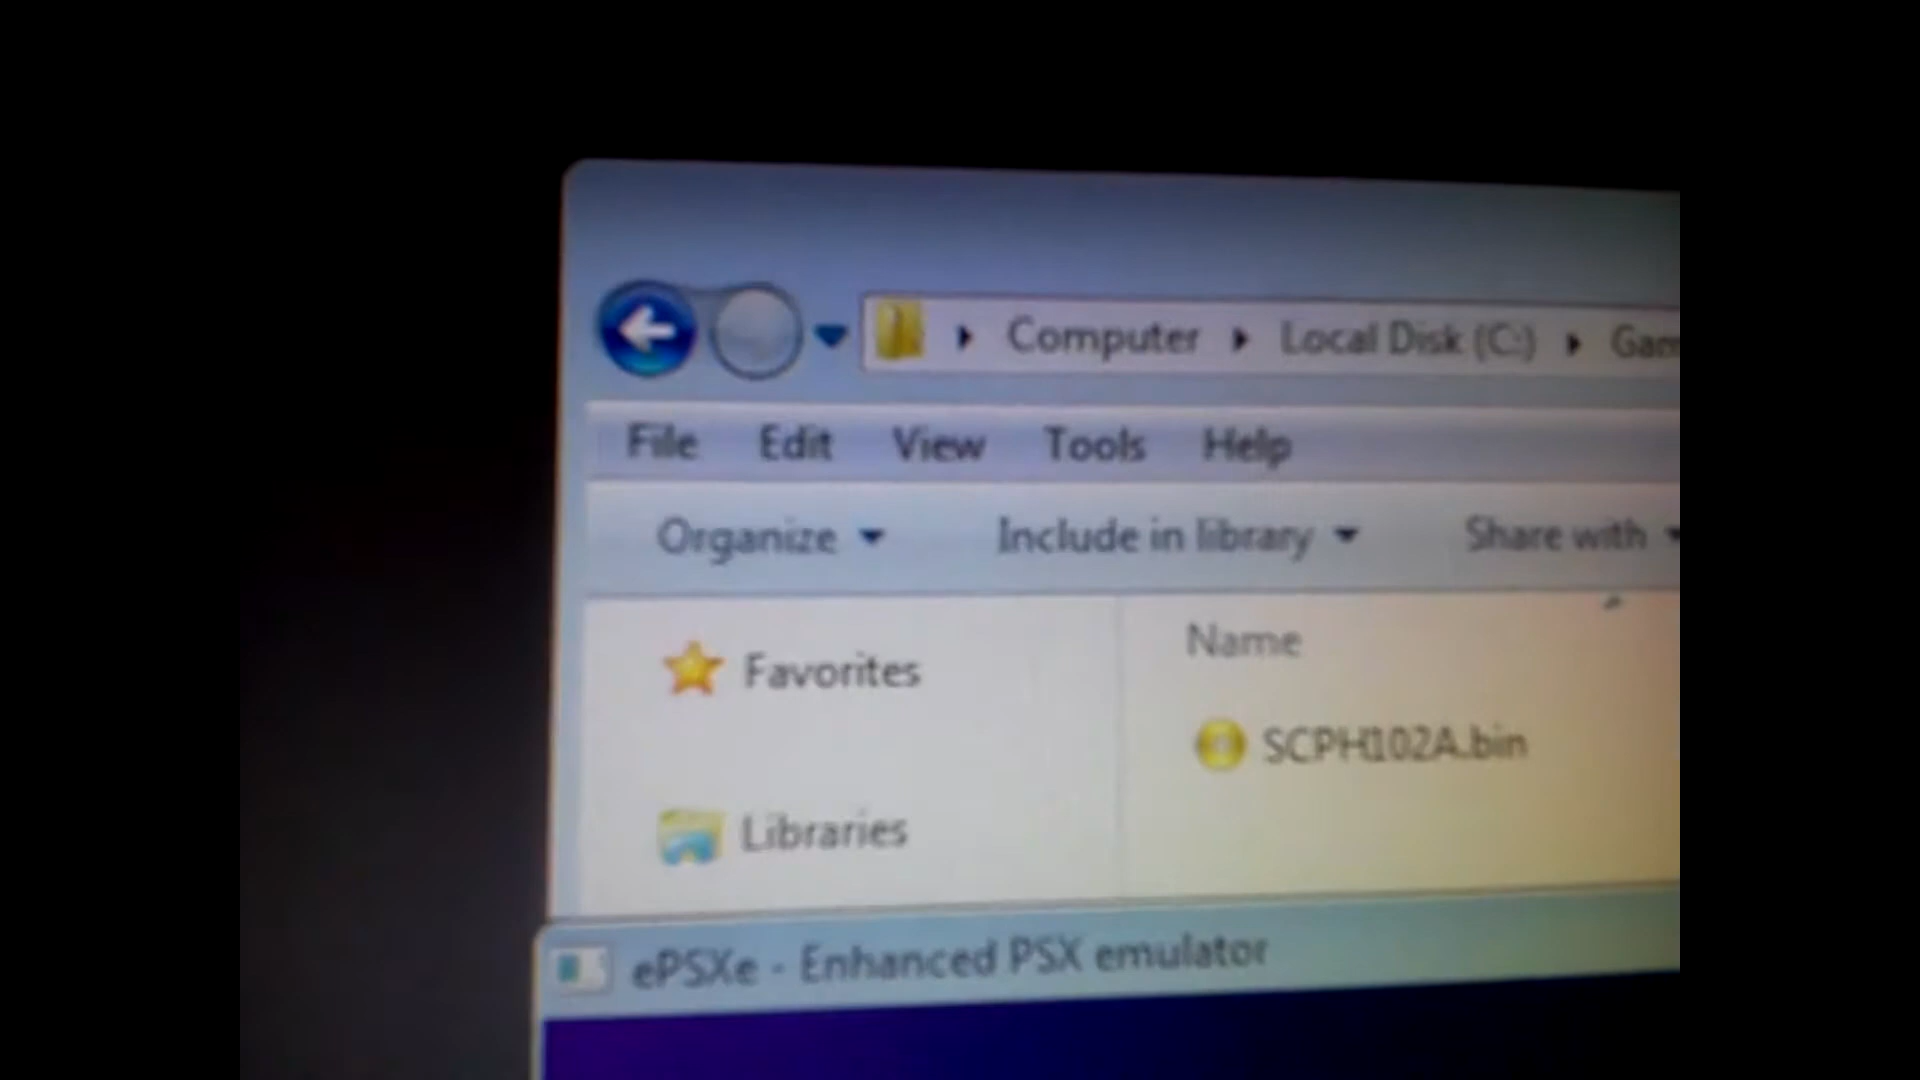 Computer Local Disk (C:)
File Edit View Tools Help
Organize Include in library Share with
Name
Favorites
SCPH102A.bin
Libraries
ePSXe - Enhanced PSX emulator